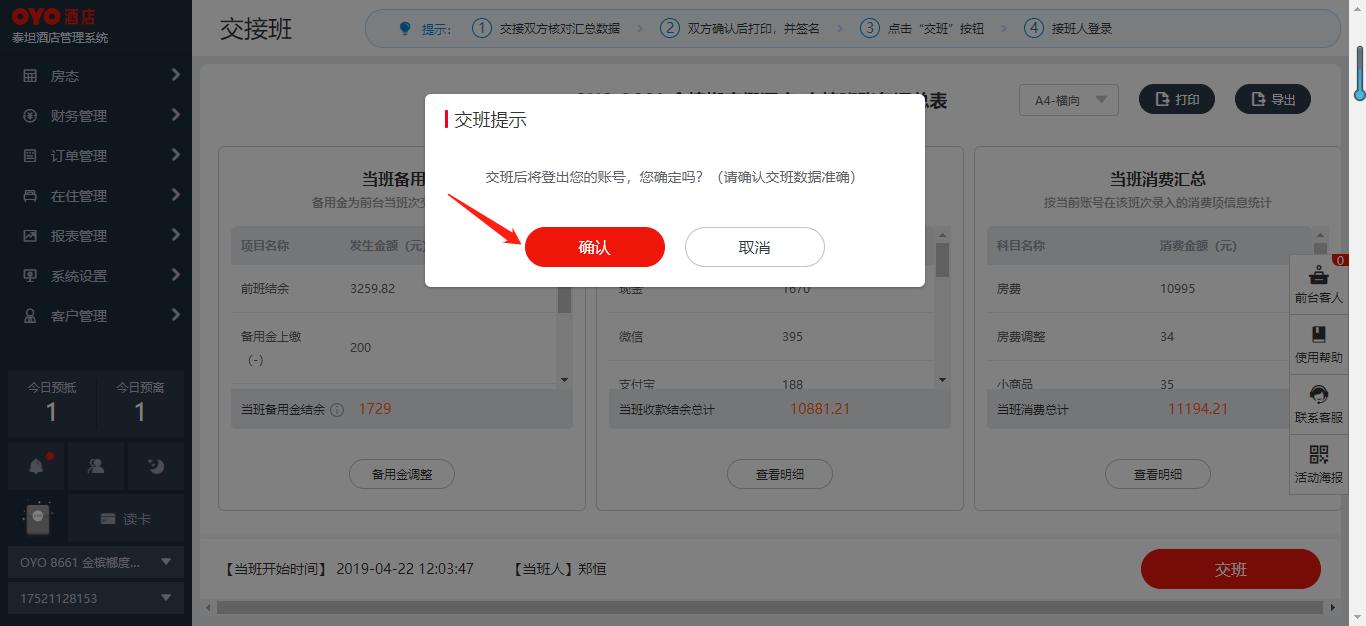 OYO 酒店
泰坦酒店管理系统
房态
财务管理
订单管理
在住管理
报表管理
系统设置
客户管理
今日预抵
1
今日预离
1
读卡
OYO 8661 金槟榔度...
17521128153
交接班
提示:
1 交接双方核对汇总数据
2 双方确认后打印，并签名
3 点击“交班”按钮
4 接班人登录
总表
A4-横向
打印
导出
交班提示
交班后将登出您的账号，您确定吗？（请确认交班数据准确）
确认
取消
当班备用
备用金为前台当班次交
项目名称 发生金额（元）
前班结余 3259.82
备用金上缴
（-）
200
当班备用金结余 1729
备用金调整
现金 1670
微信 395
支付宝 188
当班收款结余总计 10881.21
查看明细
当班消费汇总
按当前账号在该班次录入的消费项信息统计
科目名称 消费金额（元）
房费 10995
房费调整 34
小商品 35
当班消费总计 11194.21
查看明细
0
前台客人
使用帮助
联系客服
活动海报
【当班开始时间】 2019-04-22 12:03:47
【当班人】郑恒
交班